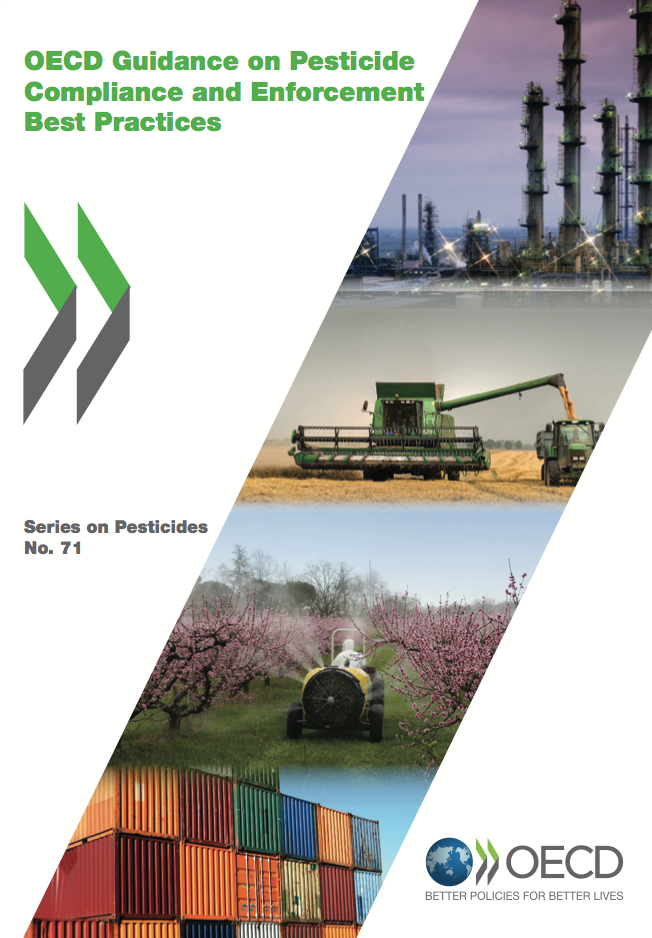 OECD Guidance on Pesticide
Compliance and Enforcement
Best Practices
Series on Pesticides
No. 71
OECD
BETTER POLICIES FOR BETTER LIVES